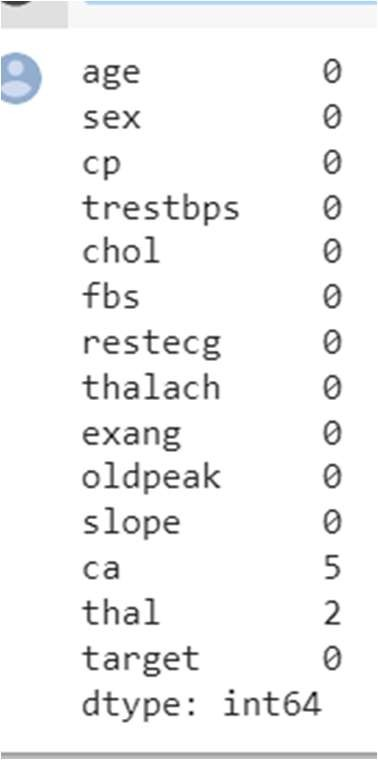 age 0
sex 0
cp 0
trestbps 0
chol 0
fbs 0
restecg 0
thalach 0
exang 0
oldpeak 0
slope 0
ca 5
thal 2
target 0
dtype: int64